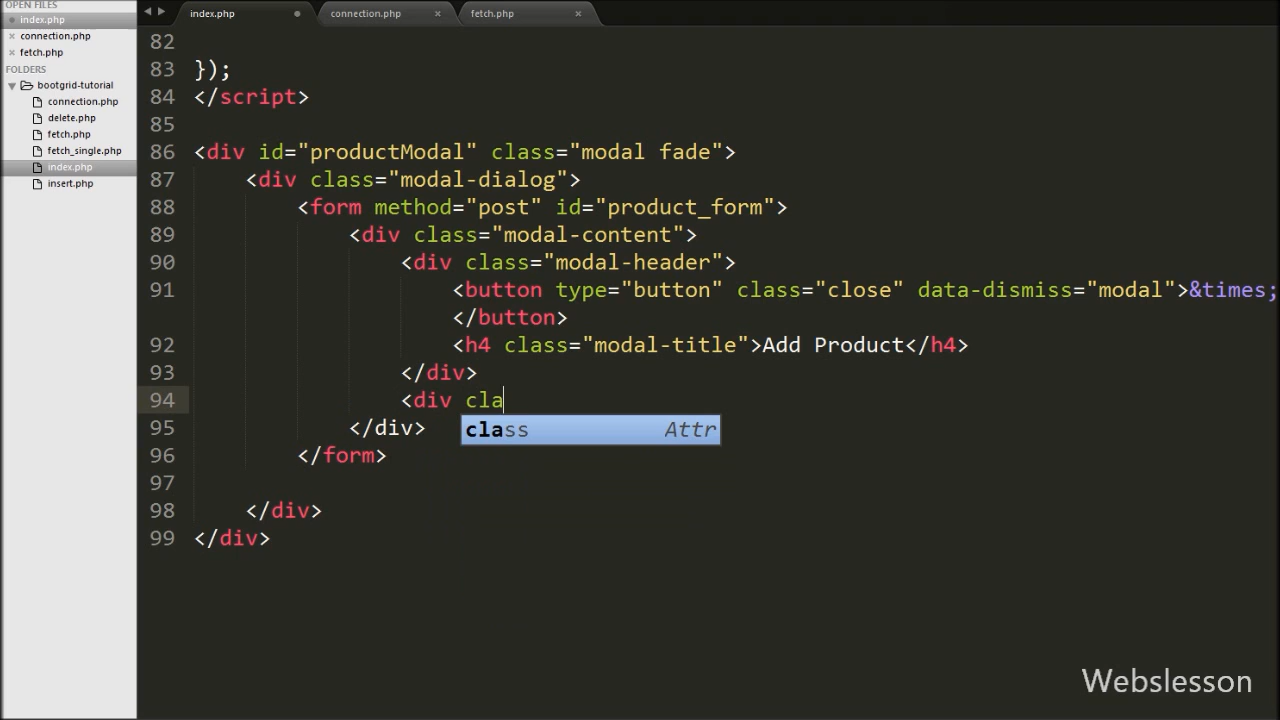 OPEN FILES
index.php
connection.php
fetch.php
FOLDERS
bootgrid-tutorial
connection.php
delete.php
fetch.php
fetch_single.php
index.php
insert.php
index.php
connection.php
fetch.php
82
83 });
84 </script>
85
86 <div id="productModal" class="modal fade">
87 <div class="modal-dialog">
88 <form method="post" id="product_form">
89 <div class="modal-content">
90 <div class="modal-header">
91 <button type="button" class="close" data-dismiss="modal">&times;
</button>
92 <h4 class="modal-title">Add Product</h4>
93 </div>
94 <div cla
class Attr
95 </div>
96 </form>
97
98 </div>
99 </div>
Webslesson